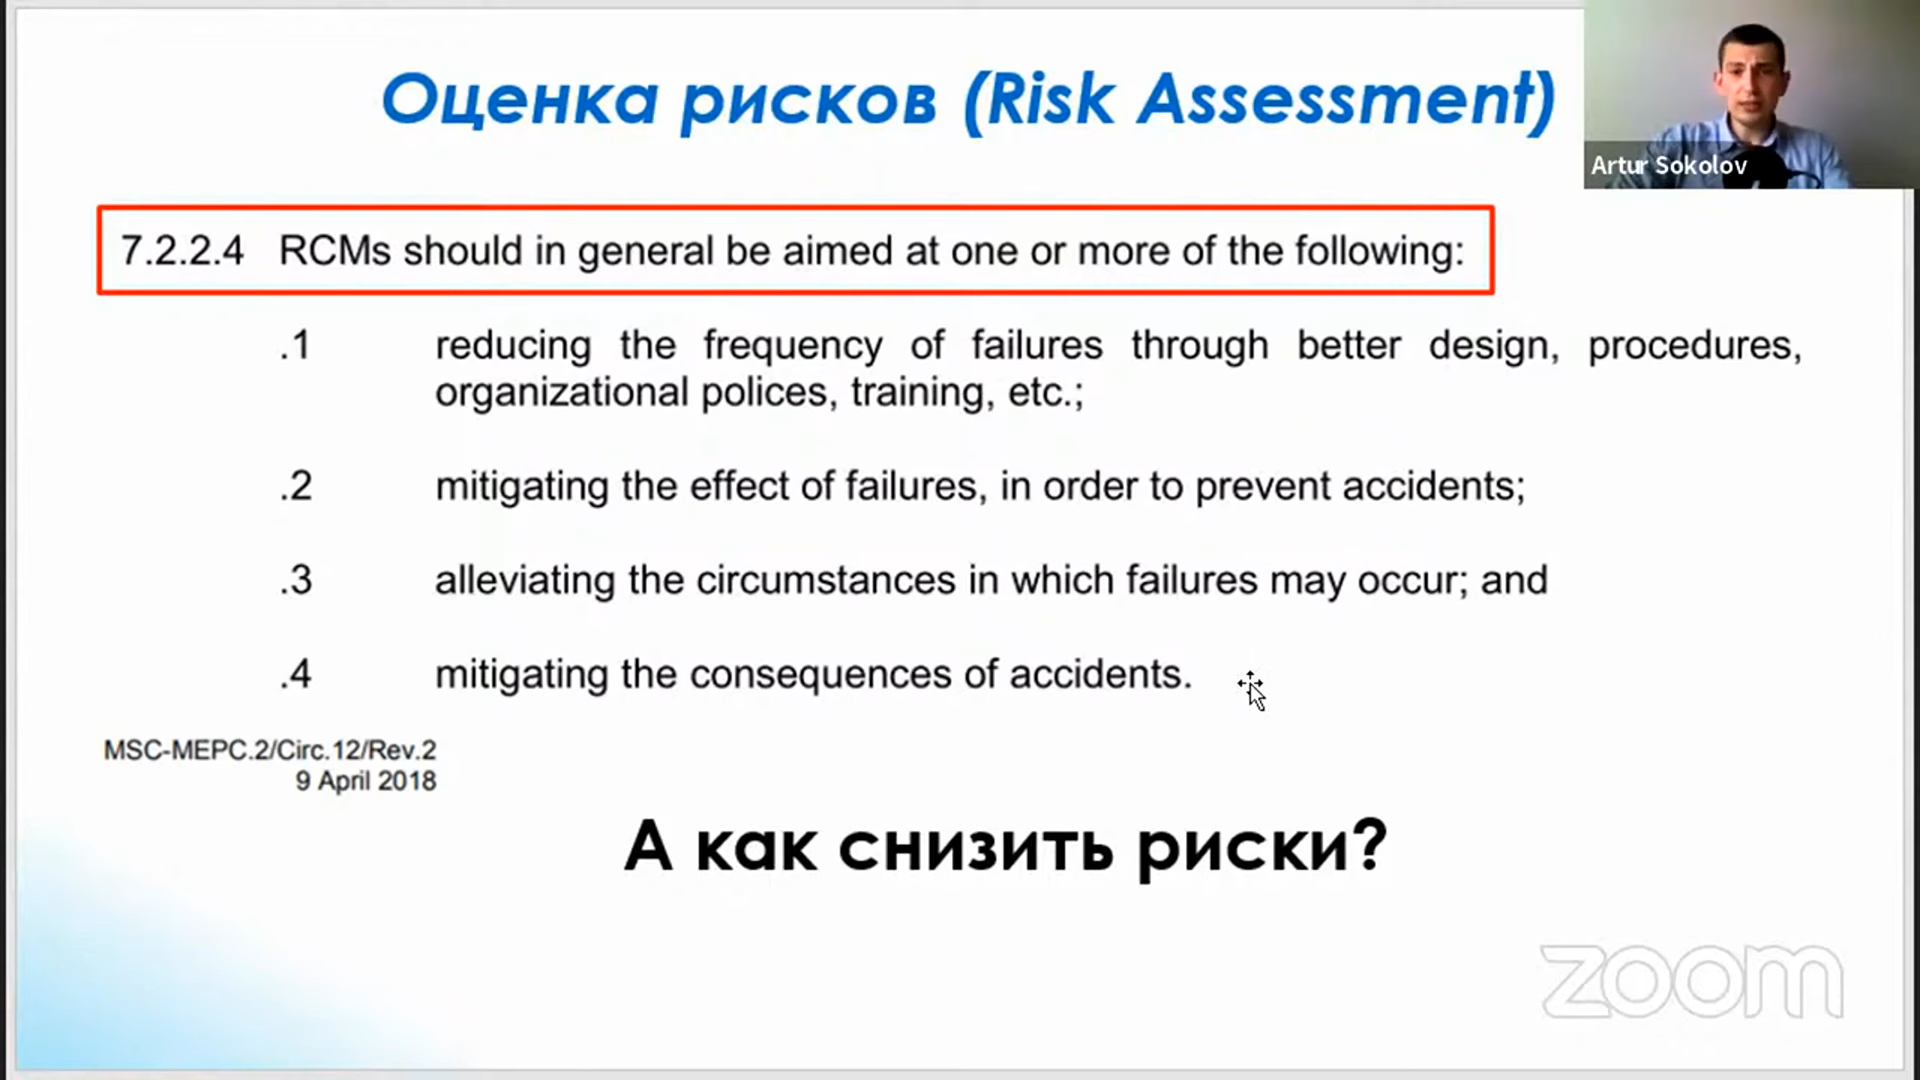 Оценка рисков (Risk Assessment)
Artur Sokolov
7.2.2.4 RCMs should in general be aimed at one or more of the following:
.1 reducing the frequency of failures through better design, procedures,
organizational polices, training, etc.;
.2 mitigating the effect of failures, in order to prevent accidents;
.3 alleviating the circumstances in which failures may occur; and
.4 mitigating the consequences of accidents.
MSC-MEPC.2/Circ.12/Rev.2
9 April 2018
А как снизить риски?
zoom